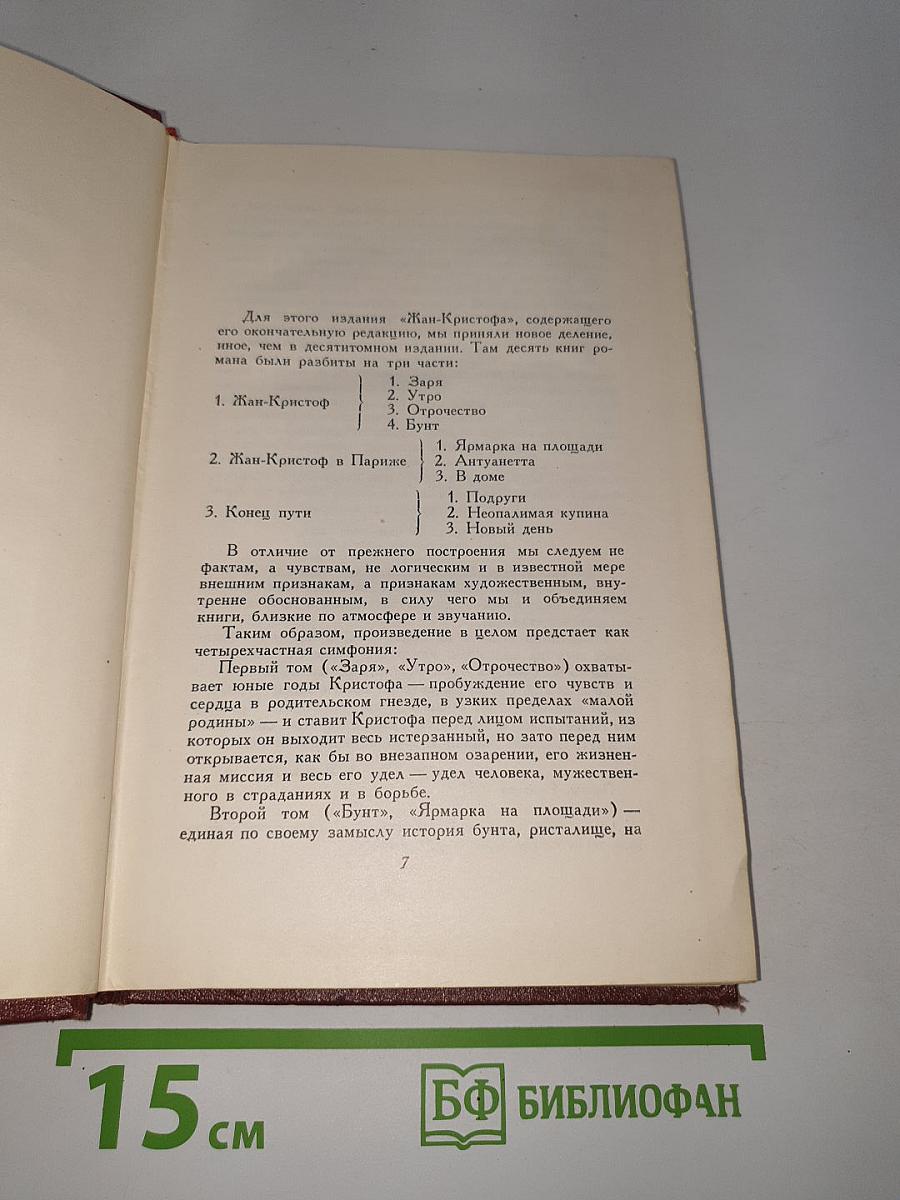 Для этого издания «Жан-Кристофа», содержащего
его окончательную редакцию, мы приняли новое деление,
иное, чем в десятитомном издании. Там десять книг ро-
мана были разбиты на три части:
1. Жан-Кристоф
1. Заря
2. Утро
3. Отрочество
4. Бунт
2. Жан-Кристоф в Париже
1. Ярмарка на площади
2. Антуанетта
3. В доме
3. Конец пути
1. Подруги
2. Неопалимая купина
3. Новый день
В отличие от прежнего построения мы следуем не
фактам, а чувствам, не логическим и в известной мере
внешним признакам, а признакам художественным, вну-
тренне обоснованным, в силу чего мы и объединяем
книги, близкие по атмосфере и звучанию.
Таким образом, произведение в целом предстает как
четырехчастная симфония:
Первый том («Заря», «Утро», «Отрочество») охваты-
вает юные годы Кристофа — пробуждение его чувств и
сердца в родительском гнезде, в узких пределах «малой
родины» — и ставит Кристофа перед лицом испытаний, из
которых он выходит весь истерзанный, но зато перед ним
открывается, как бы во внезапном озарении, его жизнен-
ная миссия и весь его удел — удел человека, мужествен-
ного в страданиях и в борьбе.
Второй том («Бунт», «Ярмарка на площади») —
единая по своему замыслу история бунта, ристалище, на
7
15 см
БФ БИБЛИОФАН